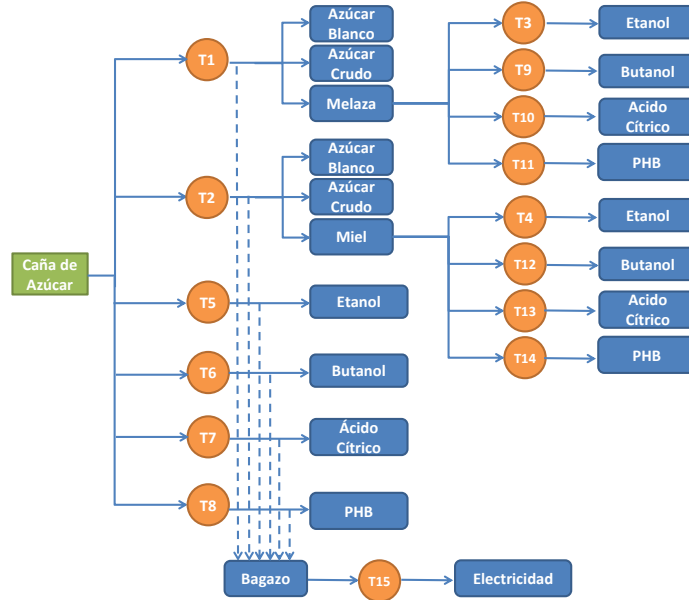 T1
Azúcar
Blanco
Azúcar
Crudo
Melaza
T3
Etanol
T9
Butanol
T10
Acido
Cítrico
T11
PHB
T2
Azúcar
Blanco
Azúcar
Crudo
Miel
T4
Etanol
T12
Butanol
T13
Acido
Cítrico
T14
PHB
Caña de
Azúcar
T5
Etanol
T6
Butanol
T7
Ácido
Cítrico
T8
PHB
Bagazo
T15
Electricidad